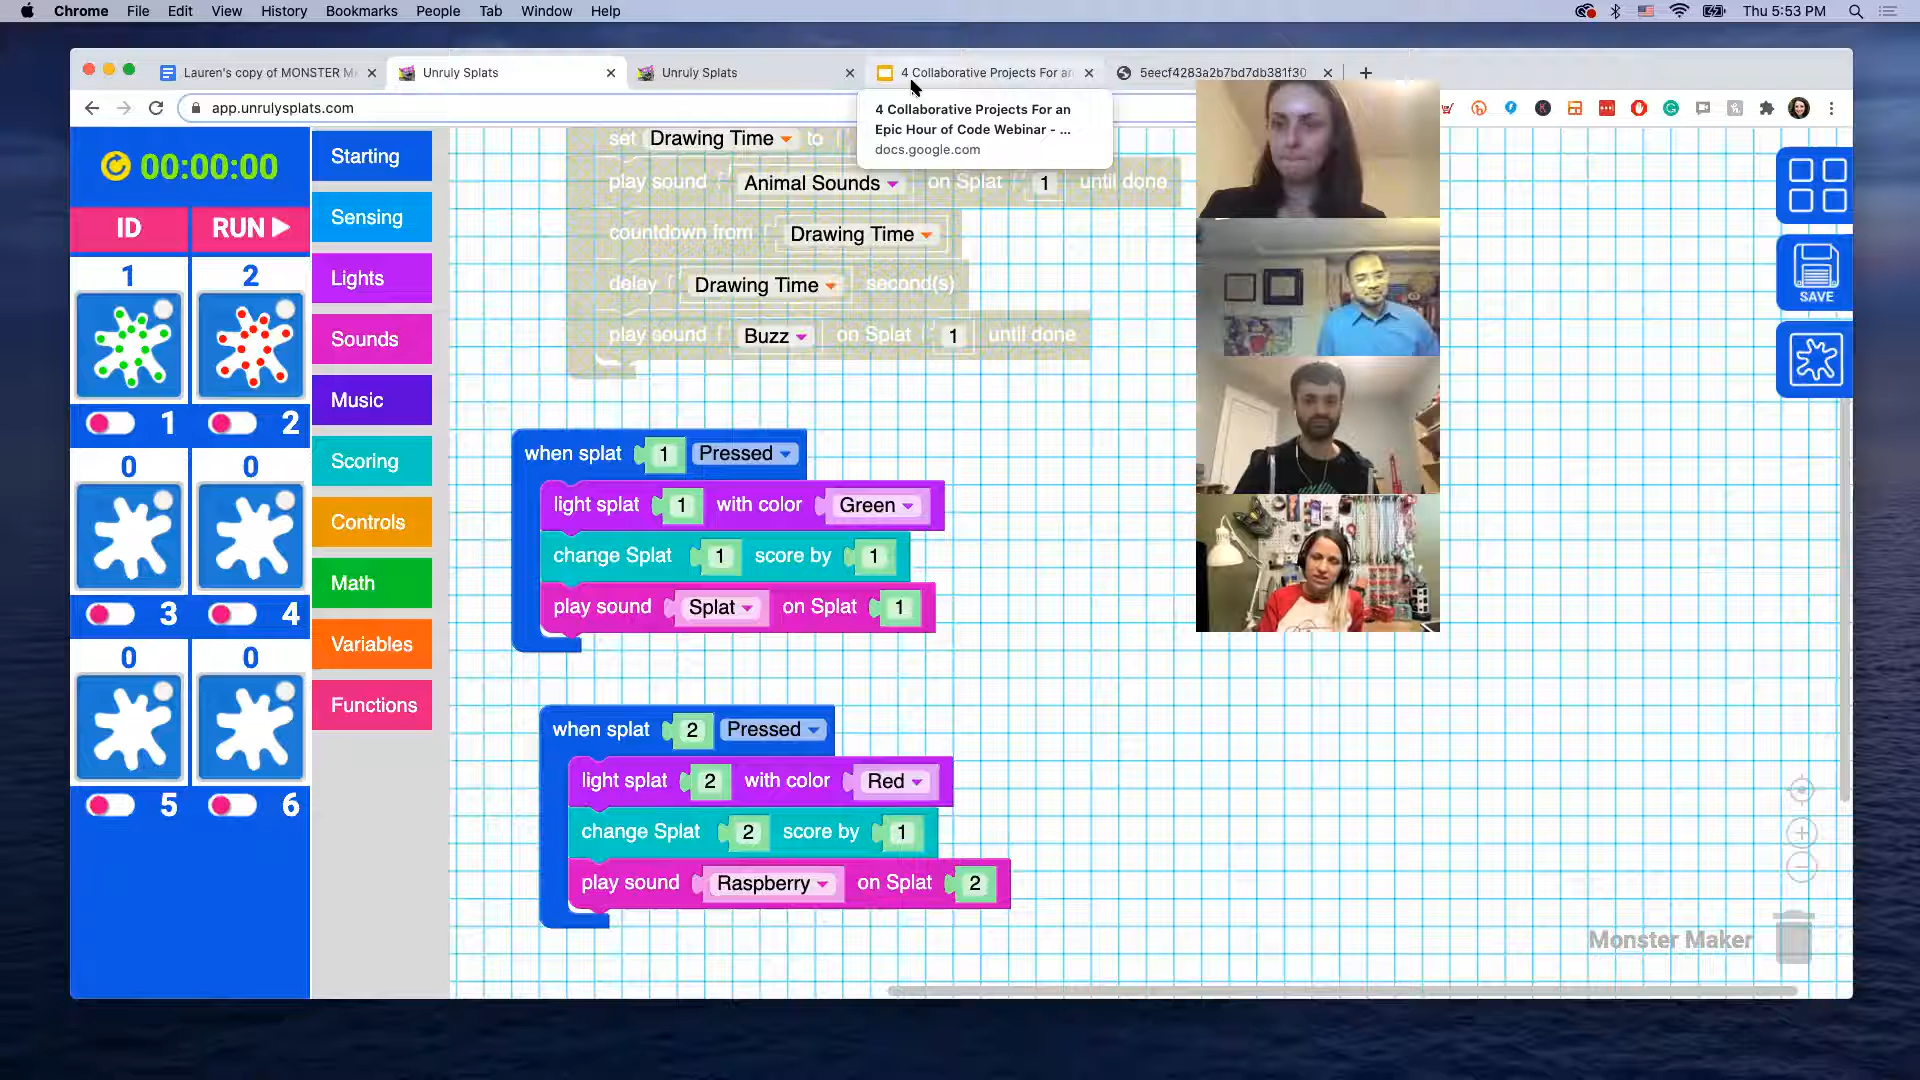 Chrome File Edit View History Bookmarks People Tab Window Help Thu 5:53 PM
Lauren's copy of MONSTER M
Unruly Splats
Unruly Splats
4 Collaborative Projects For an
5eecf4283a2b7bd7db381f30
app.unrulysplats.com
4 Collaborative Projects For an
Epic Hour of Code Webinar - ...
docs.google.com
00:00:00
ID RUN
1 2
1 2
0 0
3 4
0 0
5 6
Starting
Sensing
Lights
Sounds
Music
Scoring
Controls
Math
Variables
Functions
set Drawing Time to
play sound Animal Sounds on Splat 1 until done
countdown from Drawing Time
delay Drawing Time second(s)
play sound Buzz on Splat 1 until done
when splat 1 Pressed
light splat 1 with color Green
change Splat 1 score by 1
play sound Splat on Splat 1
when splat 2 Pressed
light splat 2 with color Red
change Splat 2 score by 1
play sound Raspberry on Splat 2
SAVE
Monster Maker